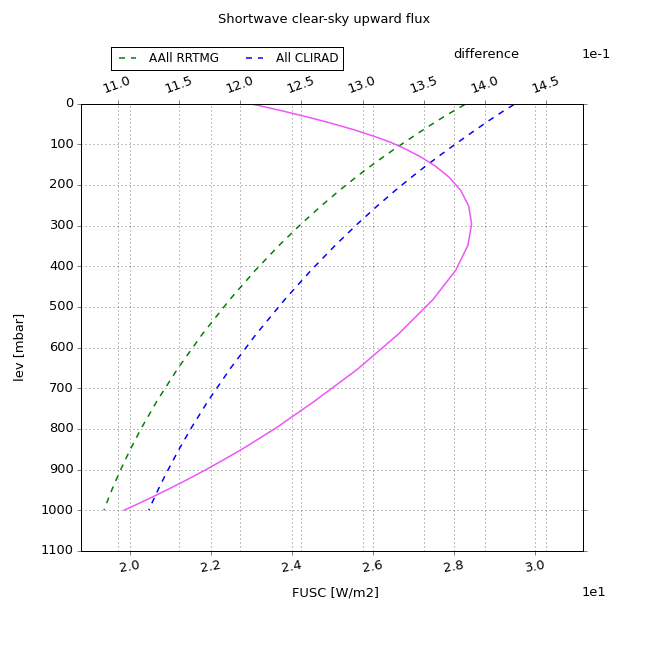 Shortwave clear-sky upward flux
AAll RRTMG All CLIRAD
difference 1e-1
11.0 11.5 12.0 12.5 13.0 13.5 14.0 14.5
0
100
200
300
400
500
600
700
800
900
1000
1100
lev [mbar]
2.0 2.2 2.4 2.6 2.8 3.0
FUSC [W/m2] 1e1